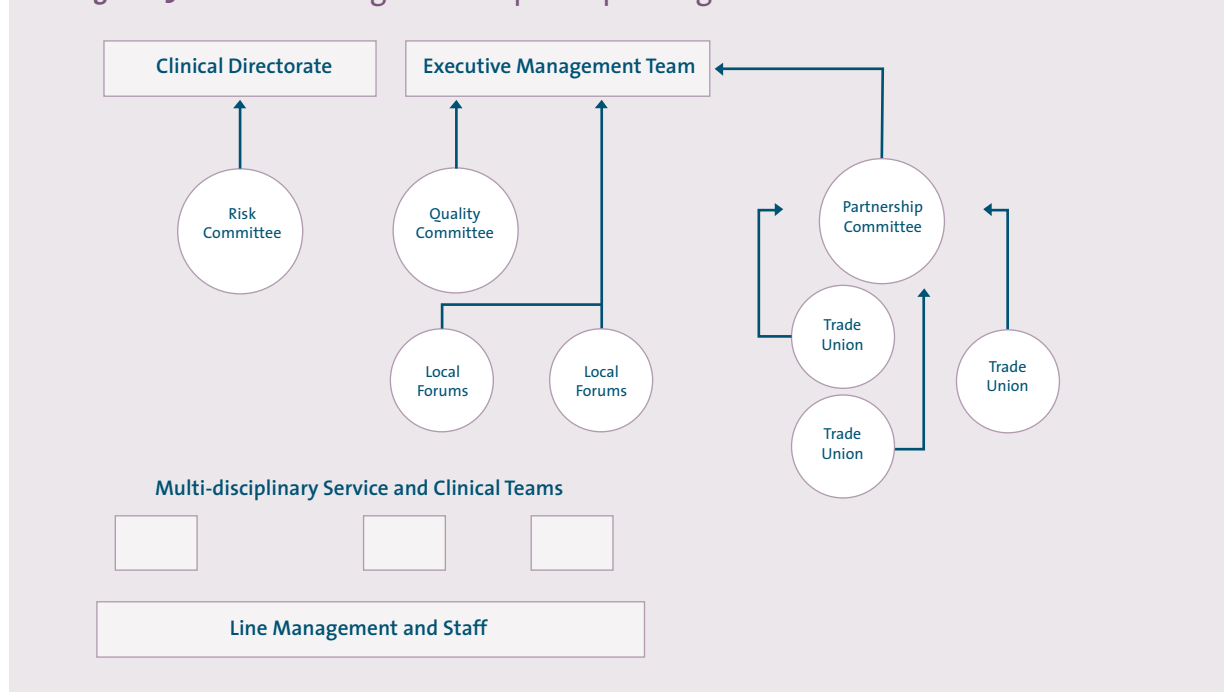 Clinical Directorate
Executive Management Team
Risk
Committee
Quality
Committee
Partnership
Committee
Local
Forums
Local
Forums
Trade
Union
Trade
Union
Trade
Union
Multi-disciplinary Service and Clinical Teams
Line Management and Staff